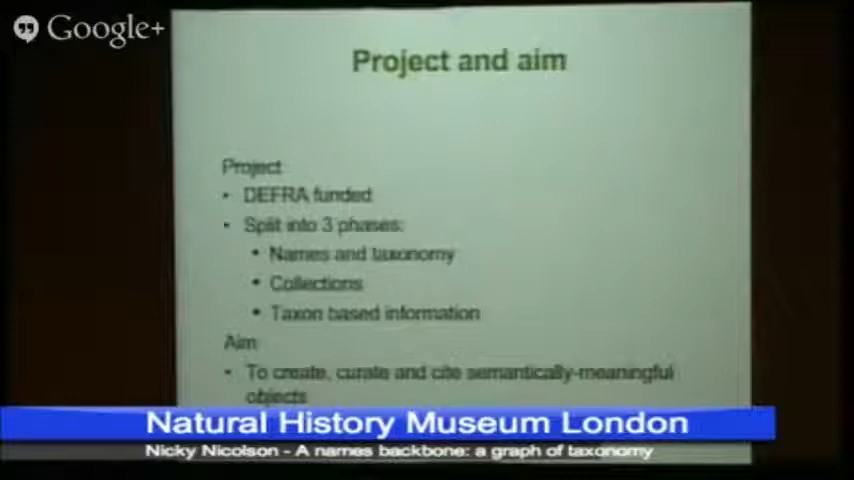 Google+
Project and aim
Project
• DEFRA funded
• Split into 3 phases:
• Names and taxonomy
• Collections
• Taxon based information
Aim
• To create, curate and cite semantically-meaningful
objects
Natural History Museum London
Nicky Nicolson - A names backbone: a graph of taxonomy